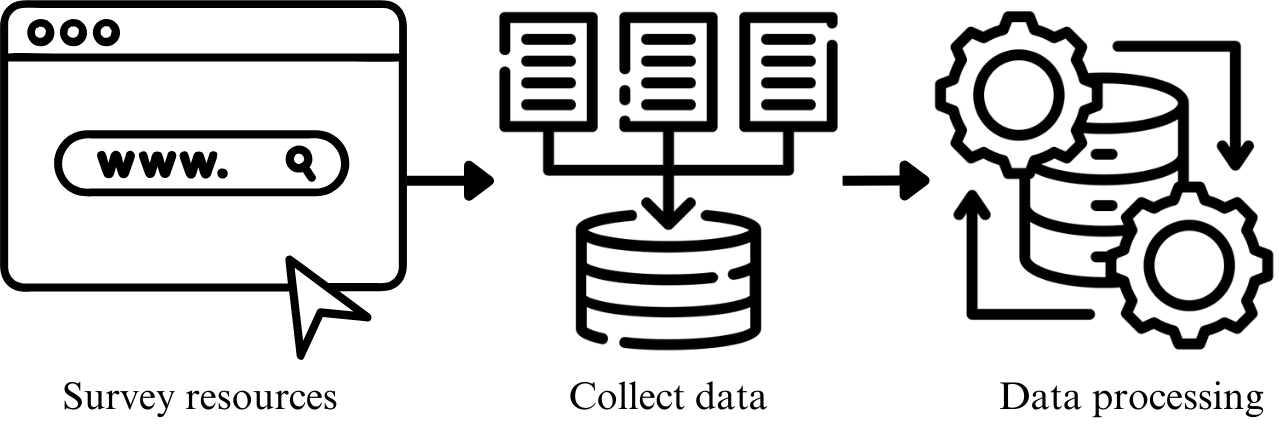 www.
Survey resources
Collect data
Data processing